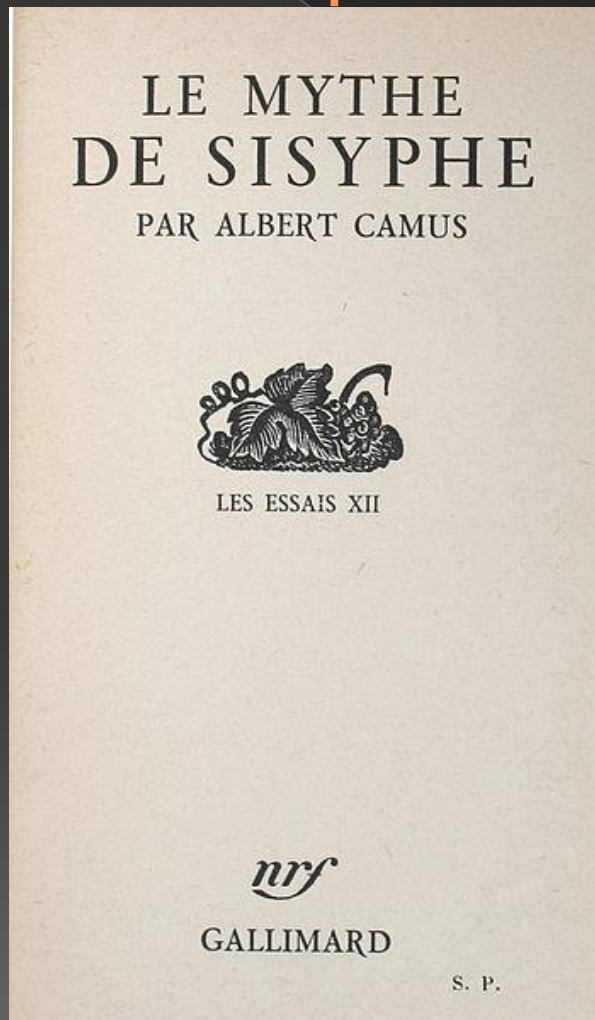 LE MYTHE
DE SISYPHE
PAR ALBERT CAMUS
LES ESSAIS XII
nrf
GALLIMARD
S. P.